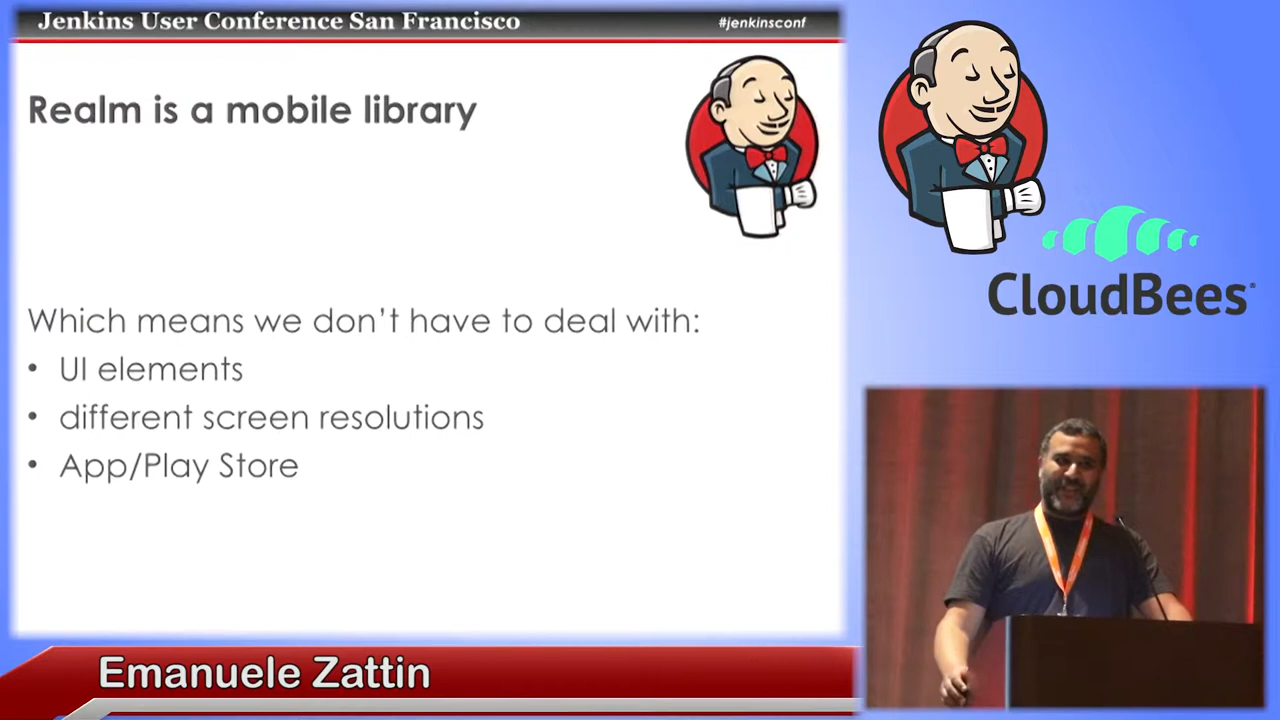 Jenkins User Conference San Francisco
#jenkinsconf
Realm is a mobile library
Which means we don’t have to deal with:
• UI elements
• different screen resolutions
• App/Play Store
CloudBees
Emanuele Zattin